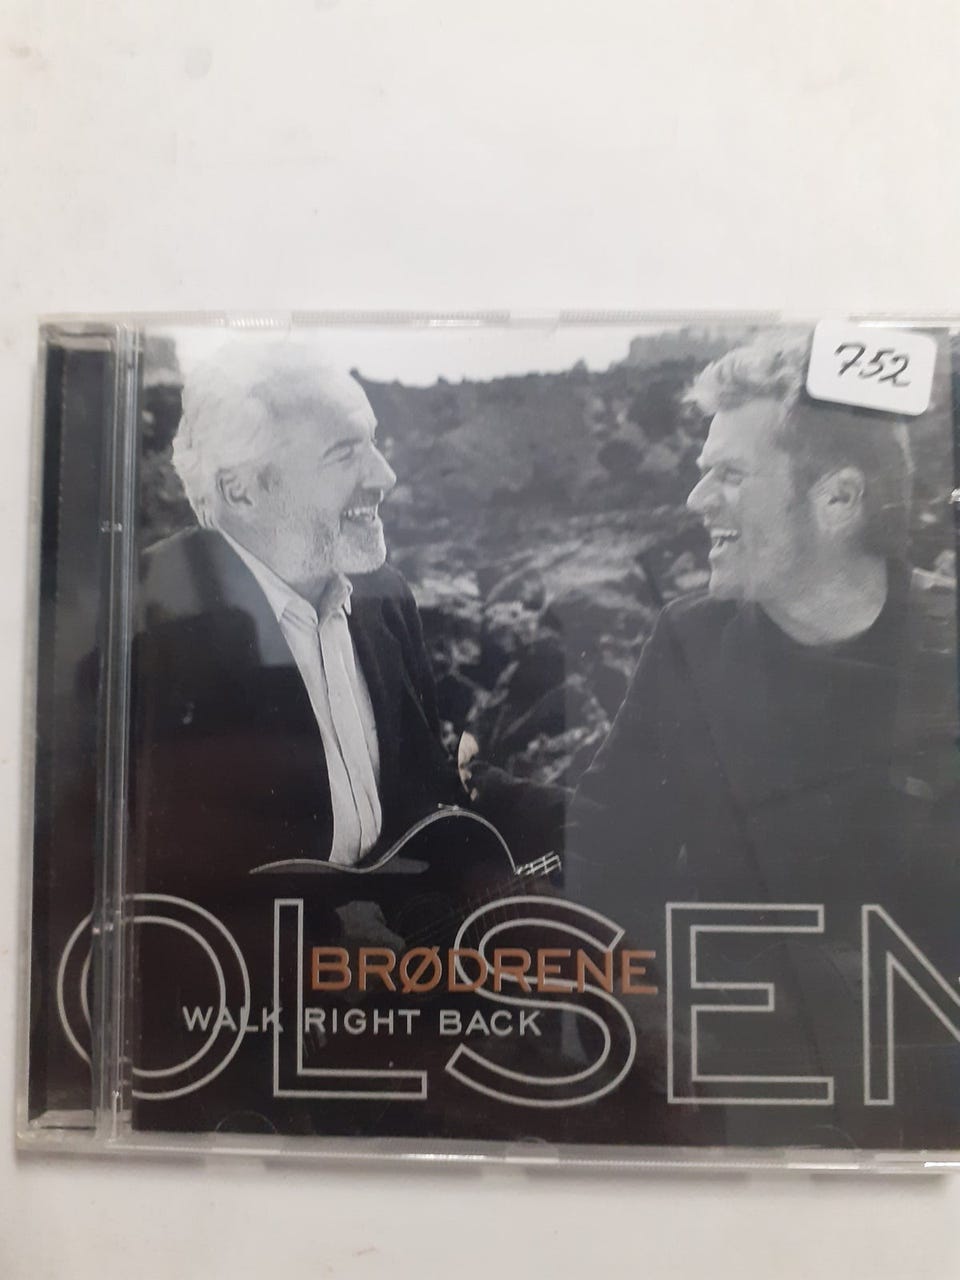 752
OLSEN
BRØDRENE
WALK RIGHT BACK